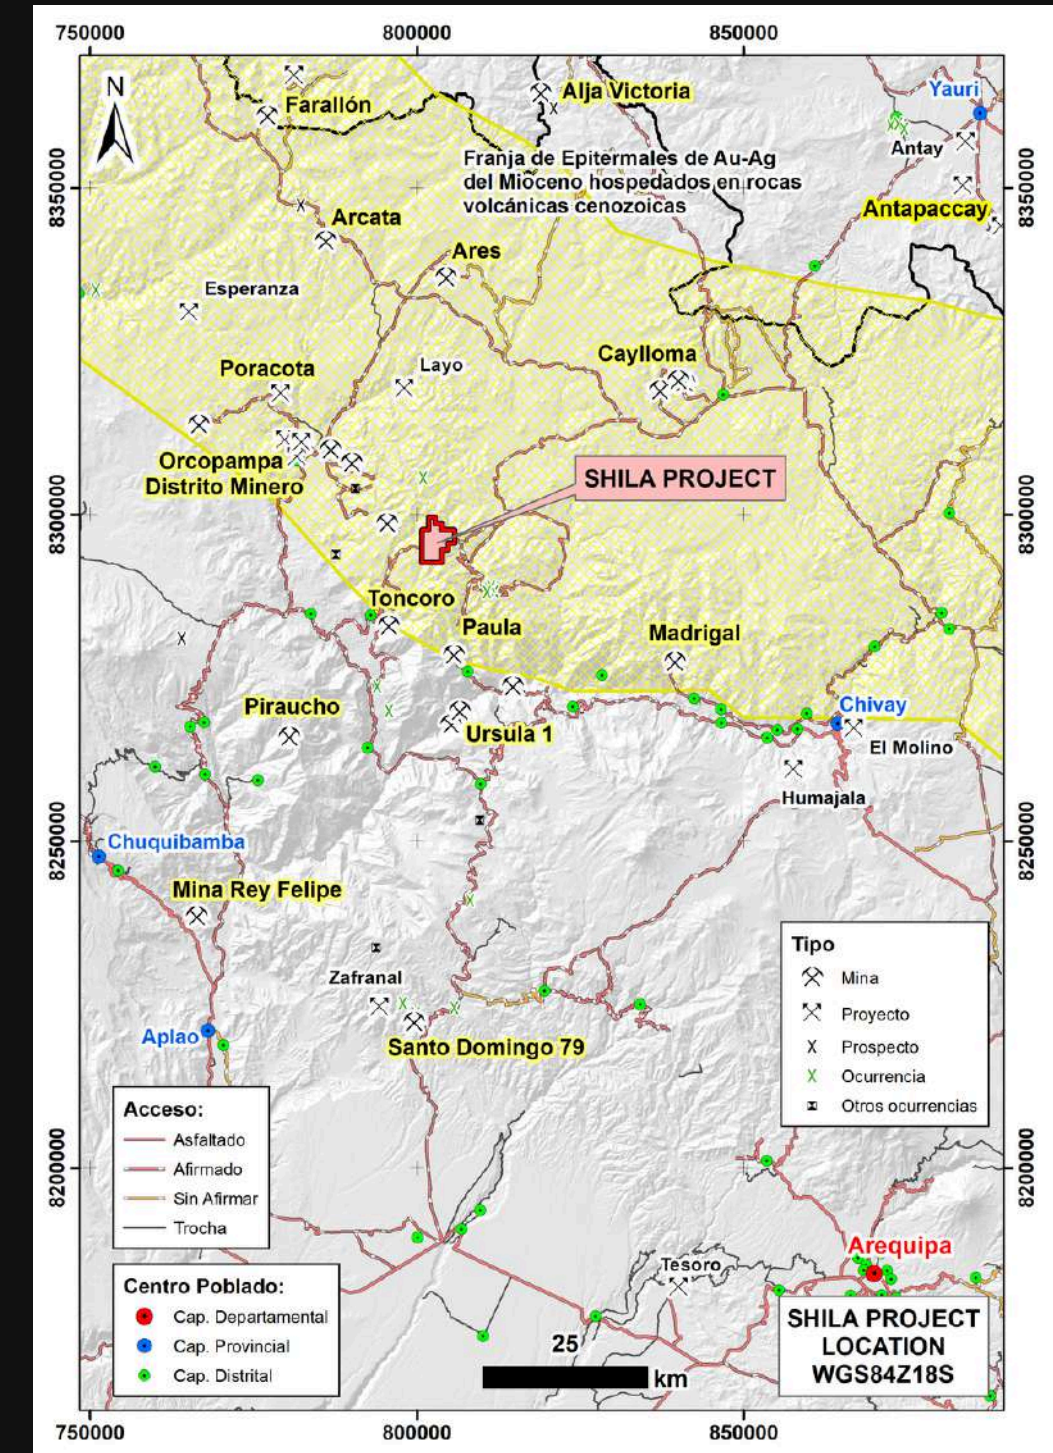 750000
800000
850000
N
Farallón
Alja Victoria
Yauri
Antay
Franja de Epitermales de Au-Ag
del Mioceno hospedados en rocas
volcánicas cenozoicas
8350000
8350000
Antapaccay
Arcata
Ares
Esperanza
Caylloma
Poracota
Layo
Orcopampa
Distrito Minero
SHILA PROJECT
8300000
8300000
Toncoro
Paula
Madrigal
Piraucho
Chivay
Ursula 1
El Molino
Humajala
8250000
8250000
Chuquibamba
Mina Rey Felipe
Zafranal
Aplao
Santo Domingo 79
Tipo
Mina
Proyecto
Prospecto
Ocurrencia
Otros ocurrencias
Acceso:
Asfaltado
Afirmado
Sin Afirmar
Trocha
8200000
8200000
Arequipa
Tesoro
Centro Poblado:
Cap. Departamental
Cap. Provincial
Cap. Distrital
25
km
SHILA PROJECT
LOCATION
WGS84Z18S
750000
800000
850000